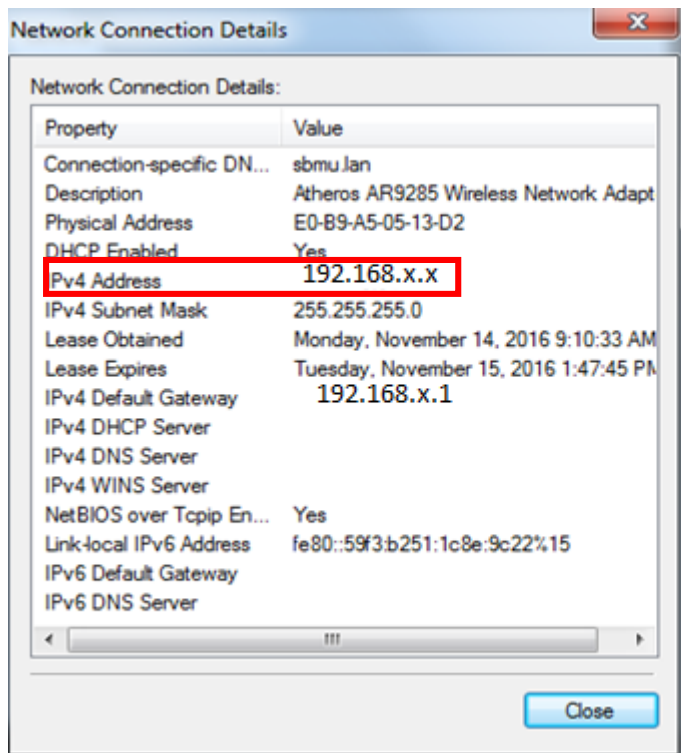 Network Connection Details
Network Connection Details:
Property Value
Connection-specific DN... sbmu.lan
Description Atheros AR9285 Wireless Network Adapt
Physical Address E0-B9-A5-05-13-D2
DHCP Enabled Yes
IPv4 Address 192.168.x.x
IPv4 Subnet Mask 255.255.255.0
Lease Obtained Monday, November 14, 2016 9:10:33 AM
Lease Expires Tuesday, November 15, 2016 1:47:45 PM
IPv4 Default Gateway 192.168.x.1
IPv4 DHCP Server
IPv4 DNS Server
IPv4 WINS Server
NetBIOS over Tcpip En... Yes
Link-local IPv6 Address fe80::59f3:b251:1c8e:9c22%15
IPv6 Default Gateway
IPv6 DNS Server
Close